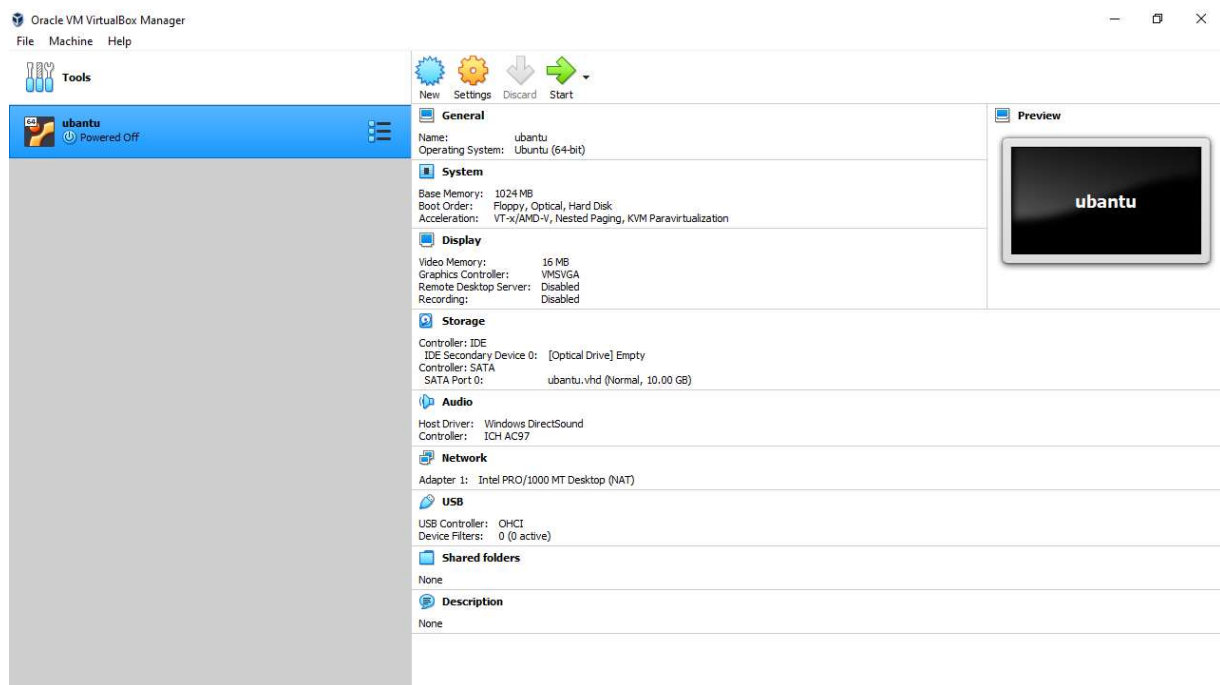 Oracle VM VirtualBox Manager
File Machine Help
Tools
New Settings Discard Start
64
ubantu
Powered Off
General
Name: ubantu
Operating System: Ubuntu (64-bit)
Preview
ubantu
System
Base Memory: 1024 MB
Boot Order: Floppy, Optical, Hard Disk
Acceleration: VT-x/AMD-V, Nested Paging, KVM Paravirtualization
Display
Video Memory: 16 MB
Graphics Controller: VMSVGA
Remote Desktop Server: Disabled
Recording: Disabled
Storage
Controller: IDE
IDE Secondary Device 0: [Optical Drive] Empty
Controller: SATA
SATA Port 0: ubantu.vhd (Normal, 10.00 GB)
Audio
Host Driver: Windows DirectSound
Controller: ICH AC97
Network
Adapter 1: Intel PRO/1000 MT Desktop (NAT)
USB
USB Controller: OHCI
Device Filters: 0 (0 active)
Shared folders
None
Description
None